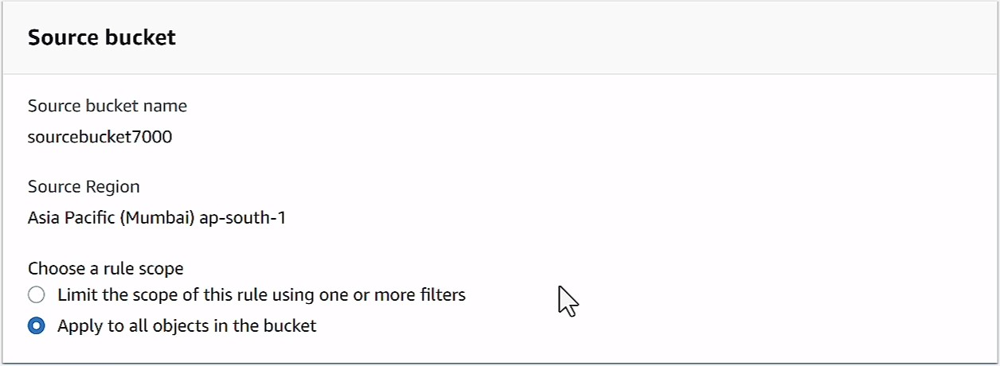 Source bucket
Source bucket name
sourcebucket7000
Source Region
Asia Pacific (Mumbai) ap-south-1
Choose a rule scope
Limit the scope of this rule using one or more filters
Apply to all objects in the bucket